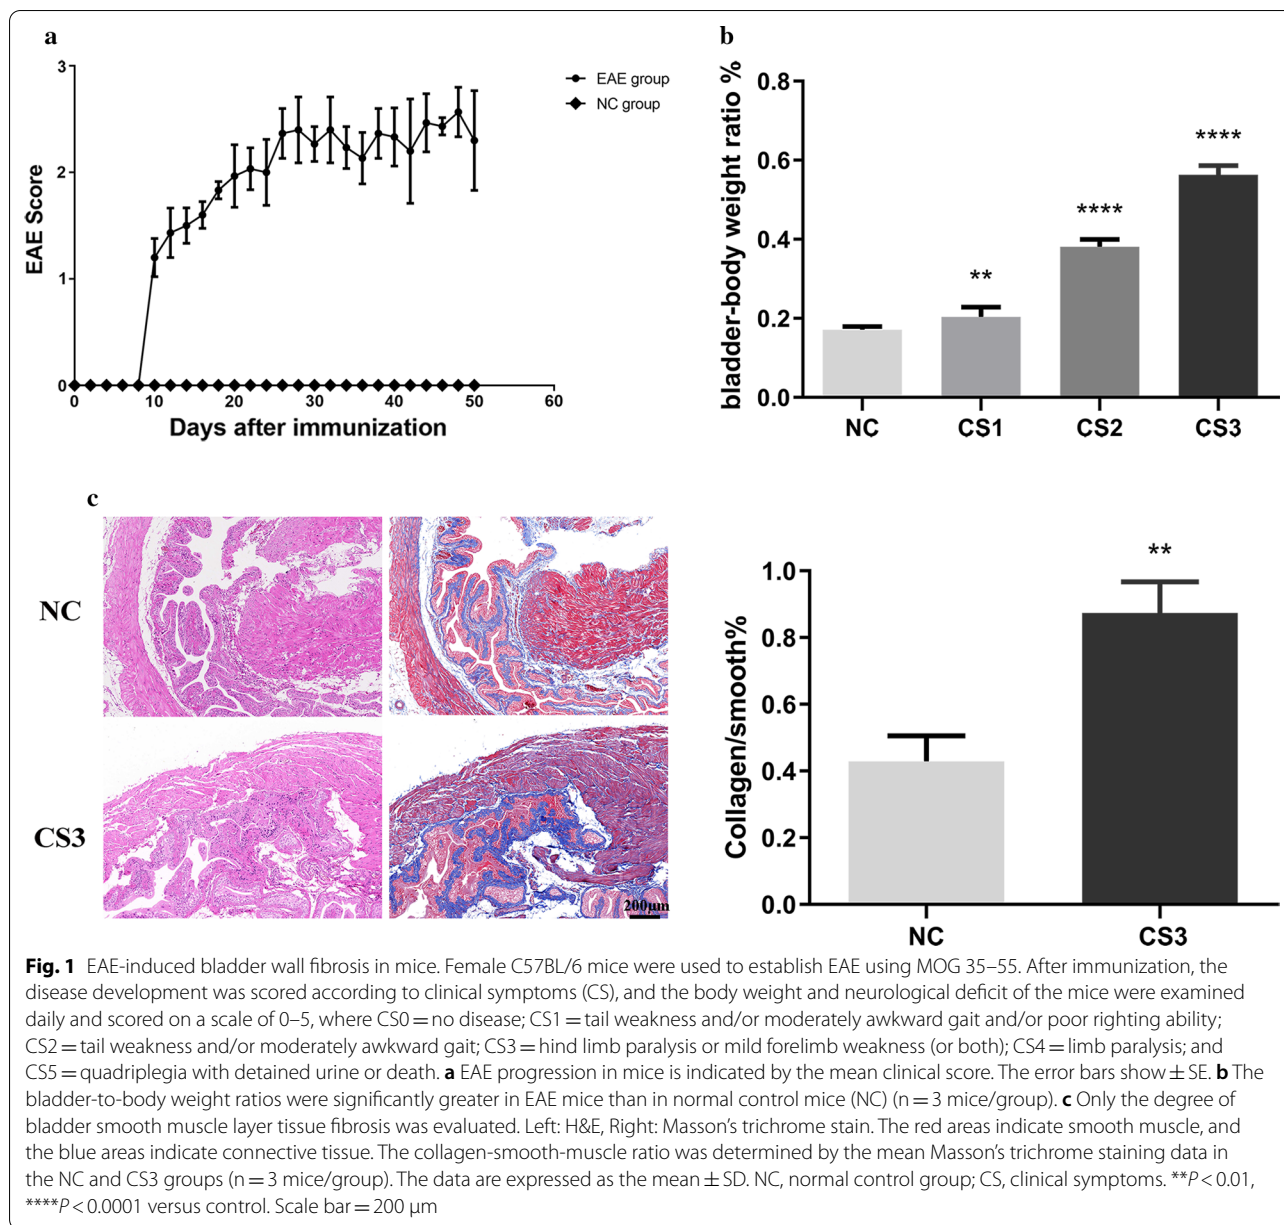 a
3
2
1
0
EAE Score
0
10
20
30
40
50
60
Days after immunization
EAE group
NC group
b
bladder-body weight ratio %
0.8
0.6
0.4
0.2
0.0
**
****
****
NC
CS1
CS2
CS3
c
NC
CS3
200μm
Collagen/smooth%
1.0
0.8
0.6
0.4
0.2
0.0
**
NC
CS3
Fig. 1 EAE-induced bladder wall fibrosis in mice. Female C57BL/6 mice were used to establish EAE using MOG 35–55. After immunization, the
disease development was scored according to clinical symptoms (CS), and the body weight and neurological deficit of the mice were examined
daily and scored on a scale of 0–5, where CS0 = no disease; CS1 = tail weakness and/or moderately awkward gait and/or poor righting ability;
CS2 = tail weakness and/or moderately awkward gait; CS3 = hind limb paralysis or mild forelimb weakness (or both); CS4 = limb paralysis; and
CS5 = quadriplegia with detained urine or death. a EAE progression in mice is indicated by the mean clinical score. The error bars show ± SE. b The
bladder-to-body weight ratios were significantly greater in EAE mice than in normal control mice (NC) (n = 3 mice/group). c Only the degree of
bladder smooth muscle layer tissue fibrosis was evaluated. Left: H&E, Right: Masson’s trichrome stain. The red areas indicate smooth muscle, and
the blue areas indicate connective tissue. The collagen-smooth-muscle ratio was determined by the mean Masson’s trichrome staining data in
the NC and CS3 groups (n = 3 mice/group). The data are expressed as the mean ± SD. NC, normal control group; CS, clinical symptoms. **P < 0.01,
****P < 0.0001 versus control. Scale bar = 200 μm